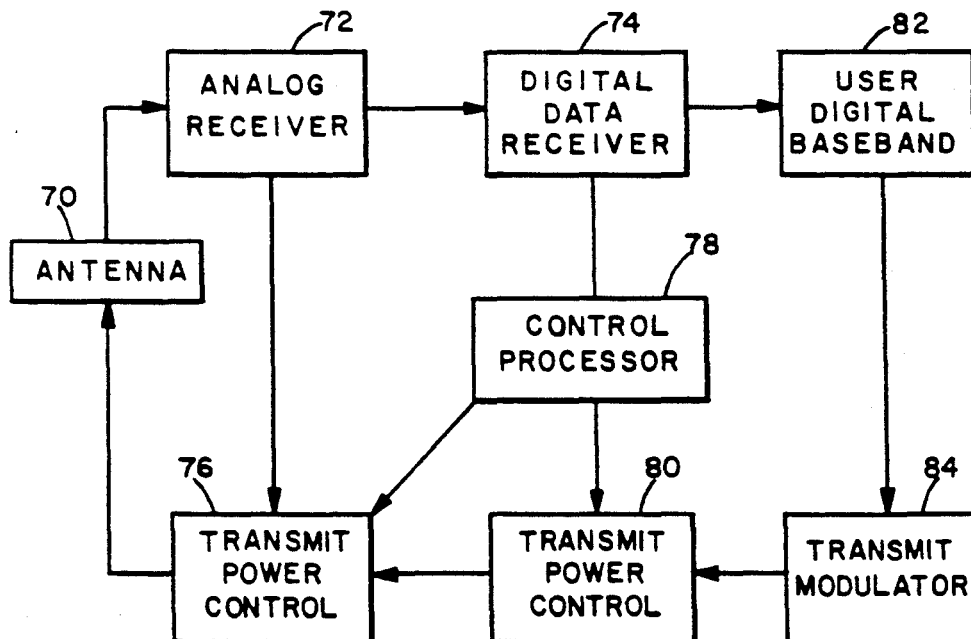 72
74
82
ANALOG
RECEIVER
DIGITAL
DATA
RECEIVER
USER
DIGITAL
BASEBAND
70
ANTENNA
78
CONTROL
PROCESSOR
76
80
84
TRANSMIT
POWER
CONTROL
TRANSMIT
POWER
CONTROL
TRANSMIT
MODULATOR